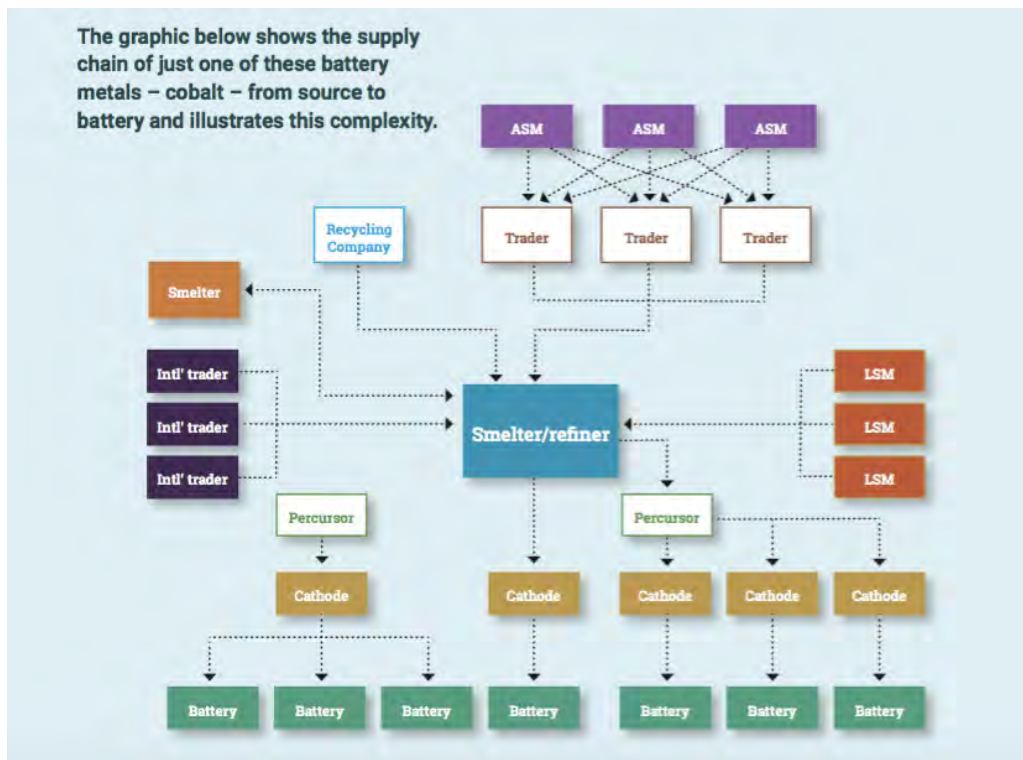 The graphic below shows the supply
chain of just one of these battery
metals – cobalt – from source to
battery and illustrates this complexity.
ASM
ASM
ASM
Recycling
Company
Trader
Trader
Trader
Smelter
Intl' trader
LSM
Intl' trader
Smelter/refiner
LSM
Intl' trader
LSM
Percursor
Percursor
Cathode
Cathode
Cathode
Cathode
Cathode
Battery
Battery
Battery
Battery
Battery
Battery
Battery